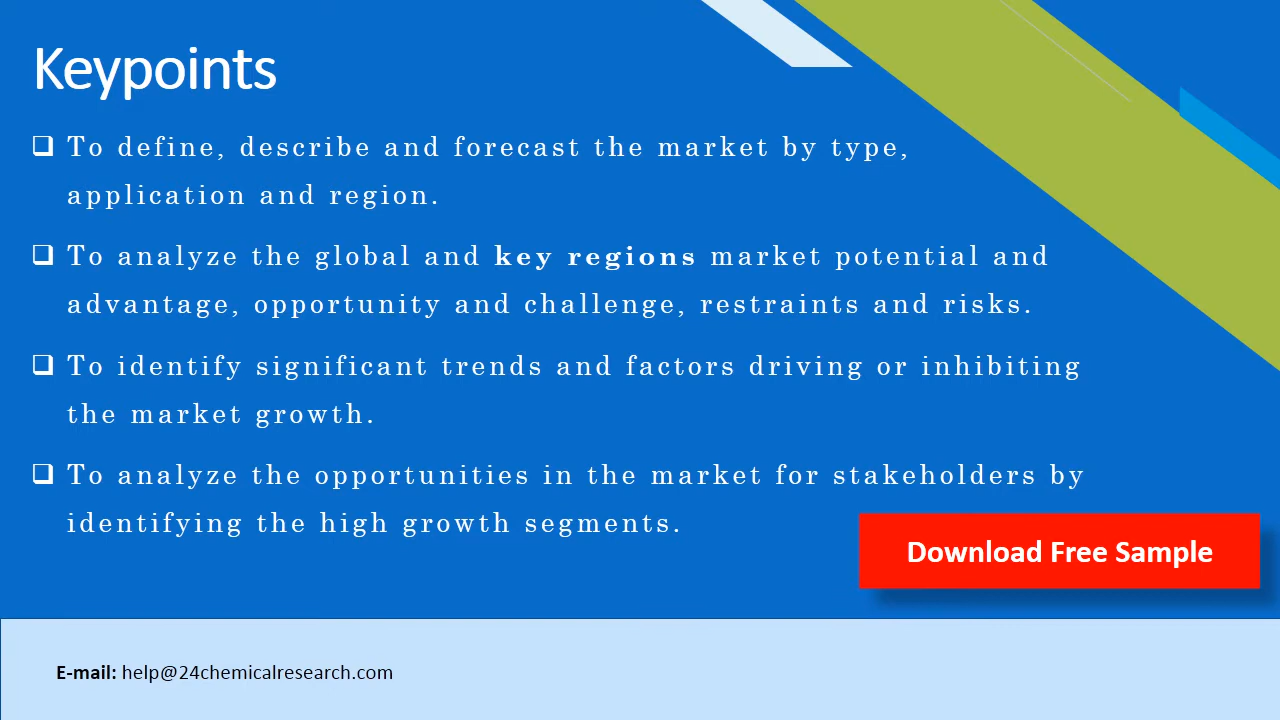 Keypoints
❑ To define, describe and forecast the market by type,
application and region.
❑ To analyze the global and key regions market potential and
advantage, opportunity and challenge, restraints and risks.
❑ To identify significant trends and factors driving or inhibiting
the market growth.
❑ To analyze the opportunities in the market for stakeholders by
identifying the high growth segments.
Download Free Sample
E-mail: help@24chemicalresearch.com